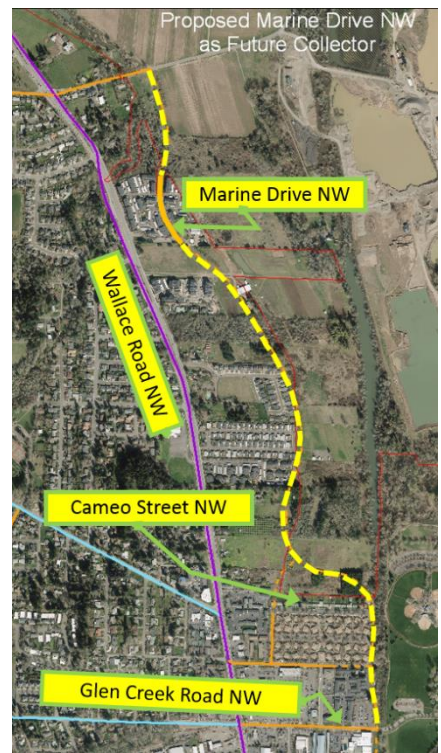 Proposed Marine Drive NW
as Future Collector
Marine Drive NW
Wallace Road NW
Cameo Street NW
Glen Creek Road NW